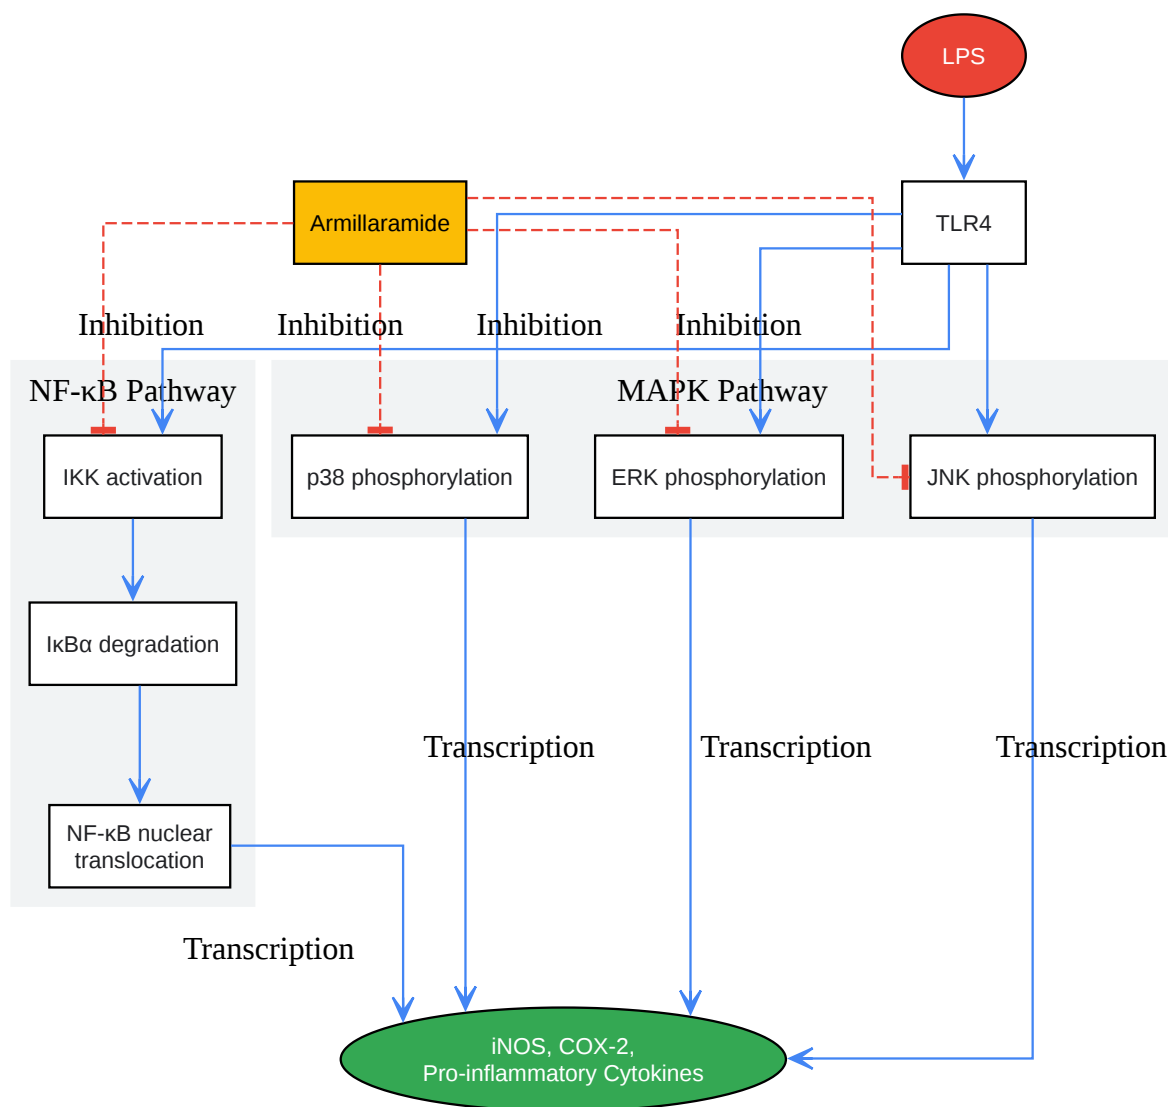 LPS
Armillaramide
TLR4
Inhibition
Inhibition
Inhibition
Inhibition
NF-κB Pathway
MAPK Pathway
IKK activation
p38 phosphorylation
ERK phosphorylation
JNK phosphorylation
IκBα degradation
Transcription
Transcription
Transcription
NF-κB nuclear
translocation
Transcription
iNOS, COX-2,
Pro-inflammatory Cytokines